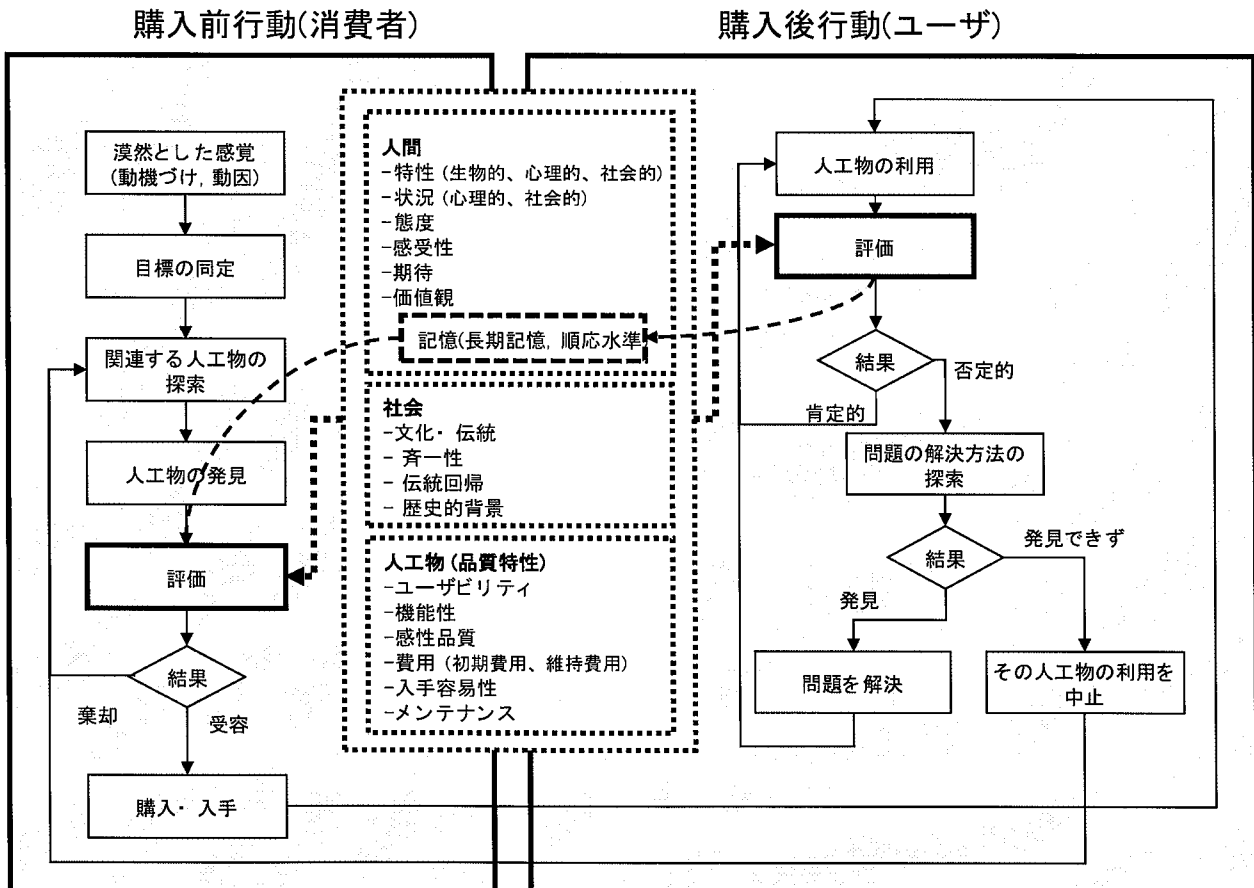 購入前行動(消費者)
購入後行動(ユーザ)
漠然とした感覚
(動機づけ, 動因)
目標の同定
関連する人工物の
探索
人工物の発見
評価
結果
棄却
受容
購入・ 入手
人間
-特性 (生物的、心理的、社会的)
-状況 (心理的、社会的)
-態度
-感受性
-期待
-価値観
記憶(長期記憶, 順応水準
社会
-文化・ 伝統
- 斉一性
- 伝統回帰
- 歴史的背景
人工物 (品質特性)
-ユーザビリティ
-機能性
-感性品質
-費用 (初期費用、維持費用)
-入手容易性
-メンテナンス
人工物の利用
評価
結果
否定的
肯定的
問題の解決方法の
探索
結果
発見できず
発見
問題を解決
その人工物の利用を
中止